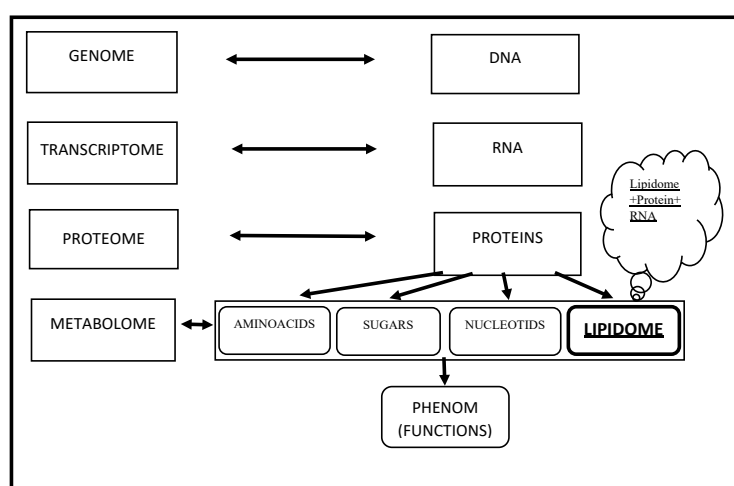 GENOME
DNA
TRANSCRIPTOME
RNA
Lipidome
+Protein+
RNA
PROTEOME
PROTEINS
METABOLOME
AMINOACIDS
SUGARS
NUCLEOTIDS
LIPIDOME
PHENOM
(FUNCTIONS)